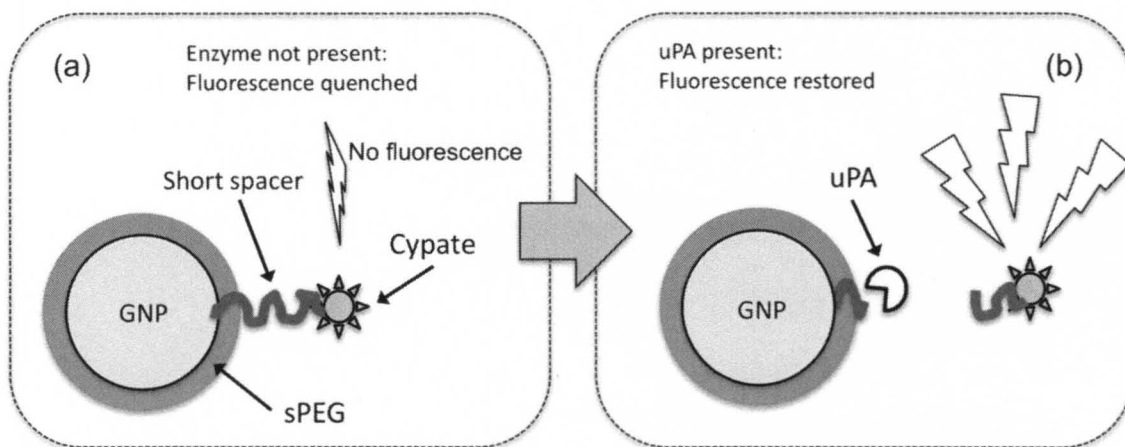 (a)
Enzyme not present:
Fluorescence quenched
No fluorescence
Short spacer
Cypate
GNP
sPEG
uPA present:
Fluorescence restored
(b)
uPA
GNP